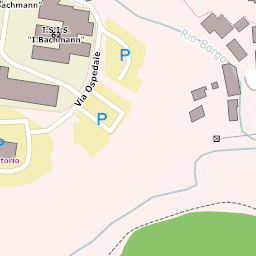 Bachmann"
I.S.I.S
"I.Bachmann"
Rio Borgo
P
Via Ospedale
P
P
torio